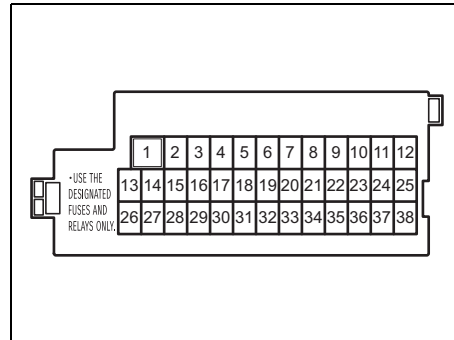 1 2 3 4 5 6 7 8 9 10 11 12
13 14 15 16 17 18 19 20 21 22 23 24 25
26 27 28 29 30 31 32 33 34 35 36 37 38
•USE THE
DESIGNATED
FUSES AND
RELAYS ONLY.